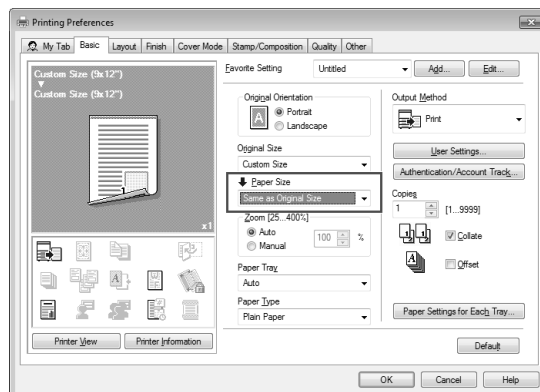 Printing Preferences
My Tab Basic Layout Finish Cover Mode Stamp/Composition Quality Other
Custom Size (9x12")
Custom Size (9x12")
1
x1
Printer View Printer Information
Favorite Setting Untitled Add... Edit...
Original Orientation
A Portrait
Landscape
Original Size
Custom Size
Paper Size
Same as Original Size
Zoom [25...400%]
Auto
Manual
100 %
Paper Tray
Auto
Paper Type
Plain Paper
Output Method
Print
User Settings...
Authentication/Account Track...
Copies
1 [1...9999]
Collate
Offset
Paper Settings for Each Tray...
Default
OK Cancel Help